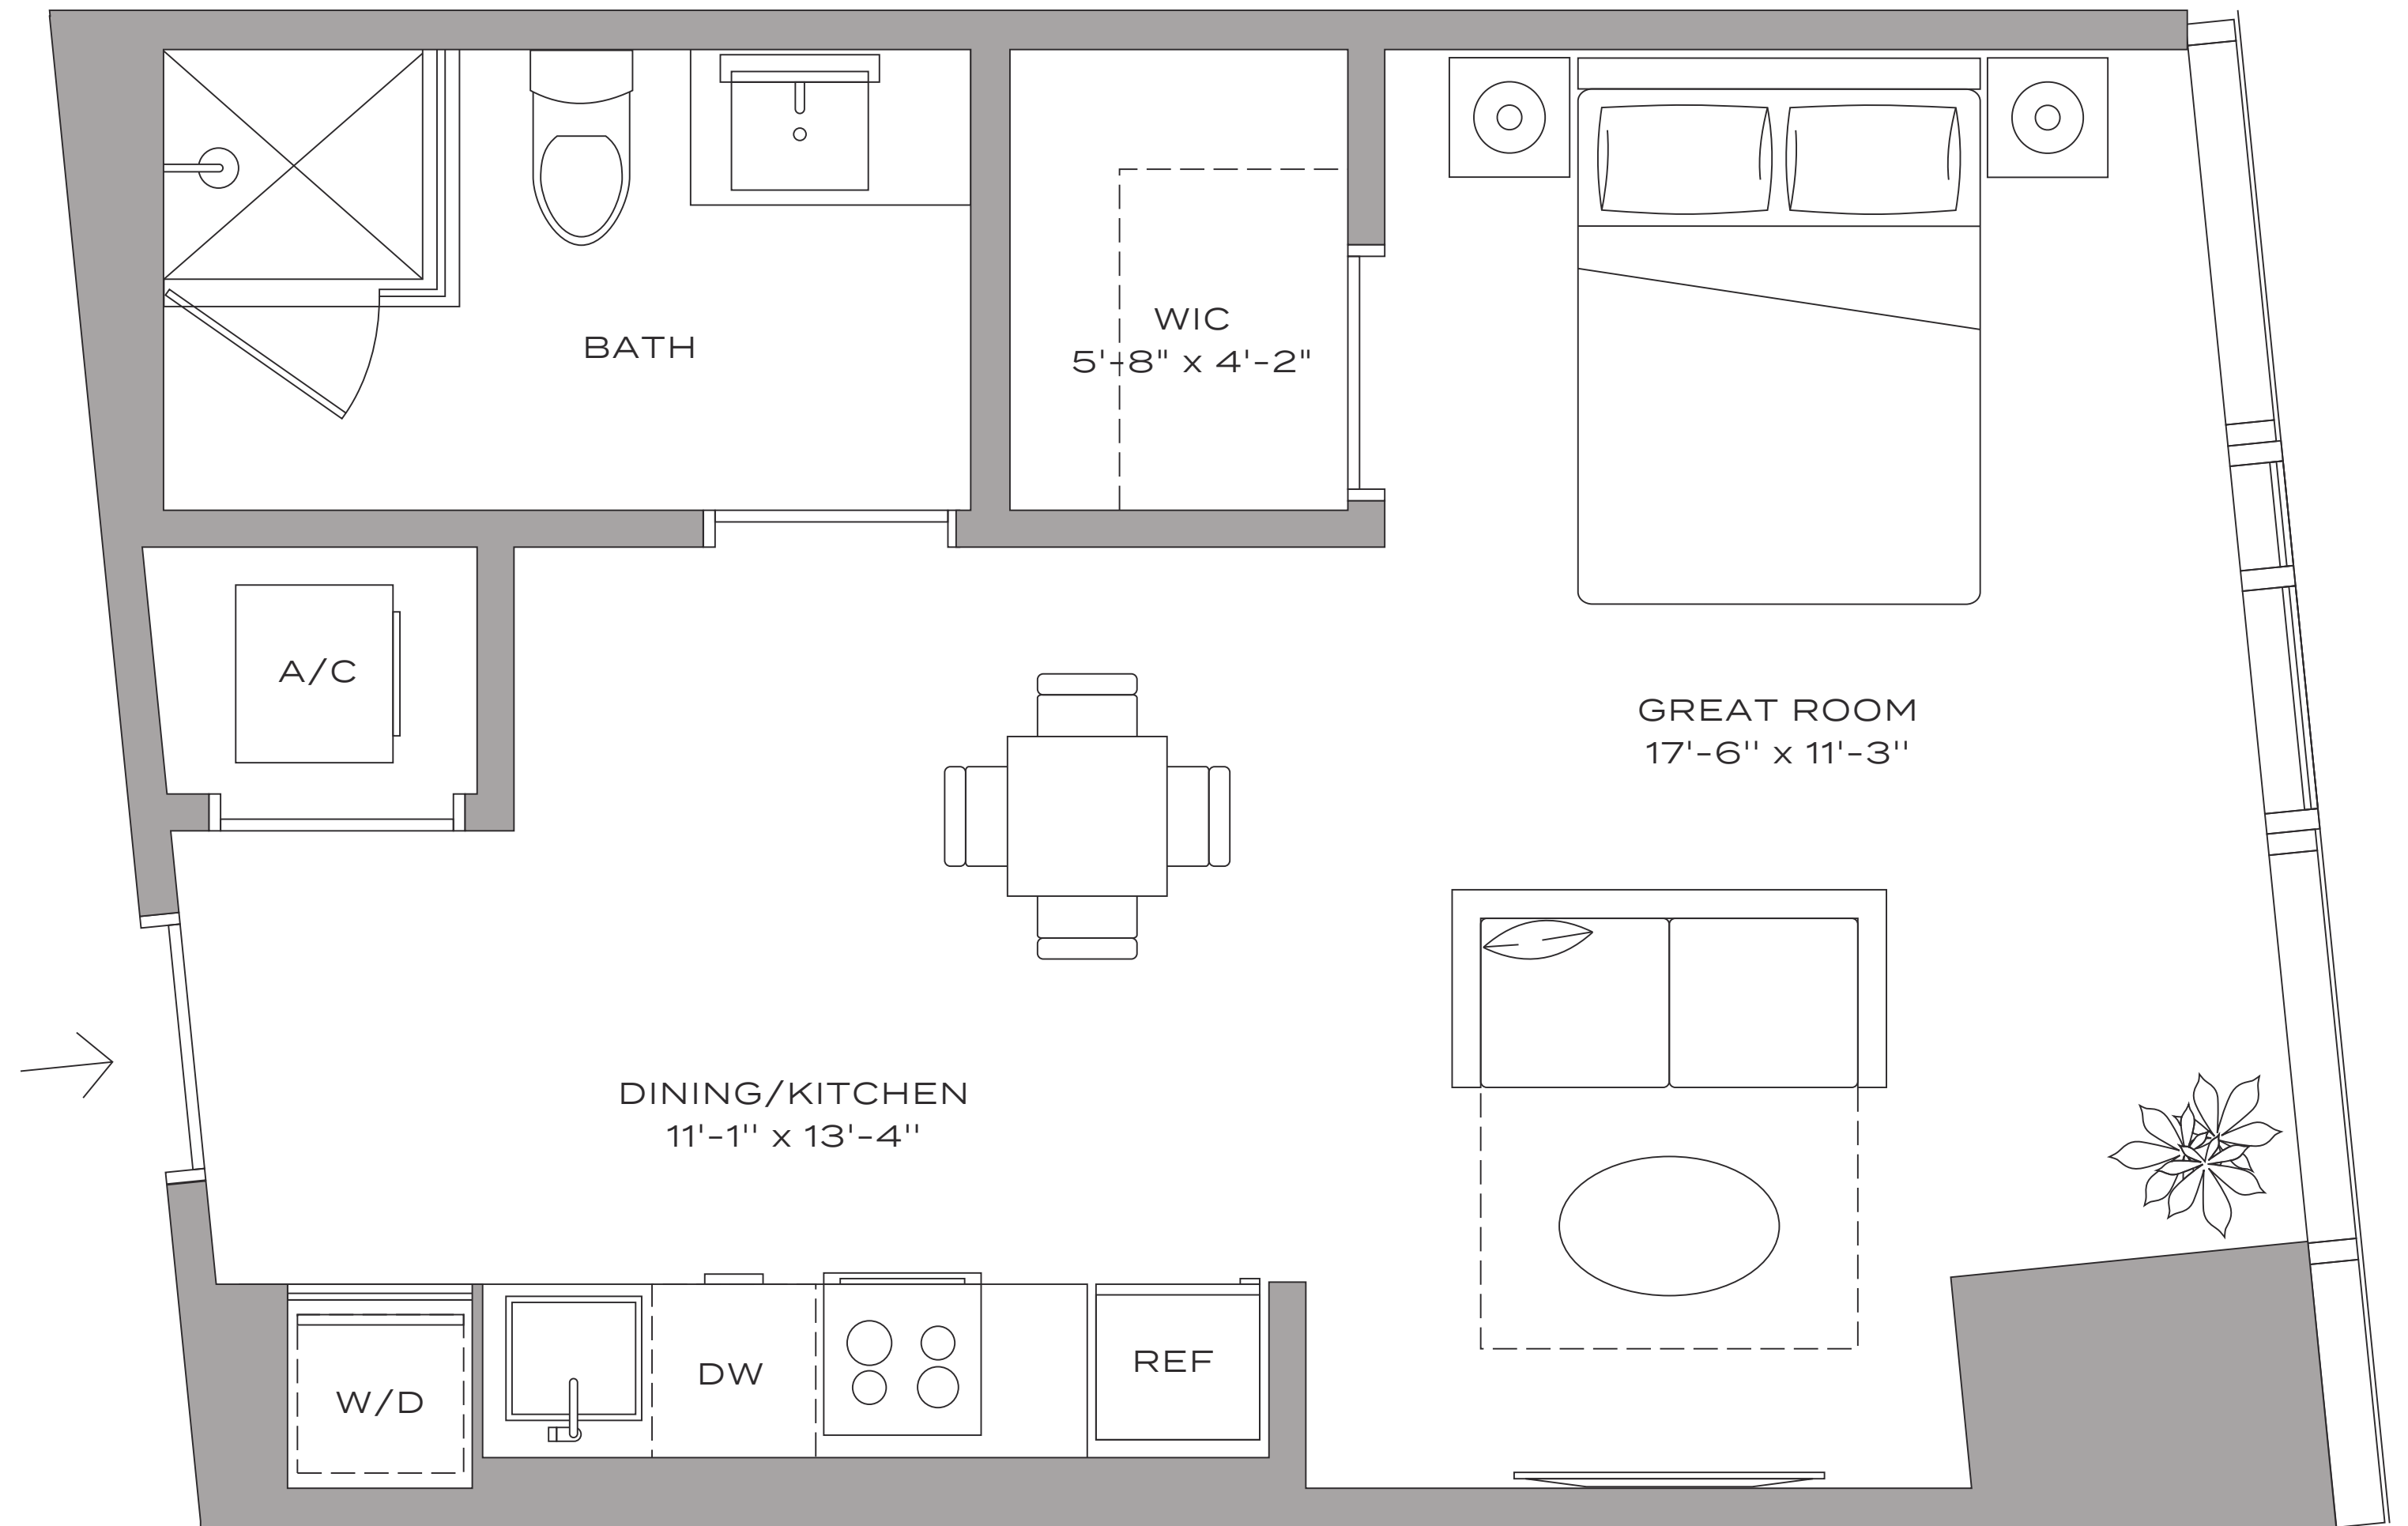 BATH
WIC
5'-8" x 4'-2"
A/C
GREAT ROOM
17'-6" x 11'-3"
DINING/KITCHEN
11'-1" x 13'-4"
W/D
DW
REF